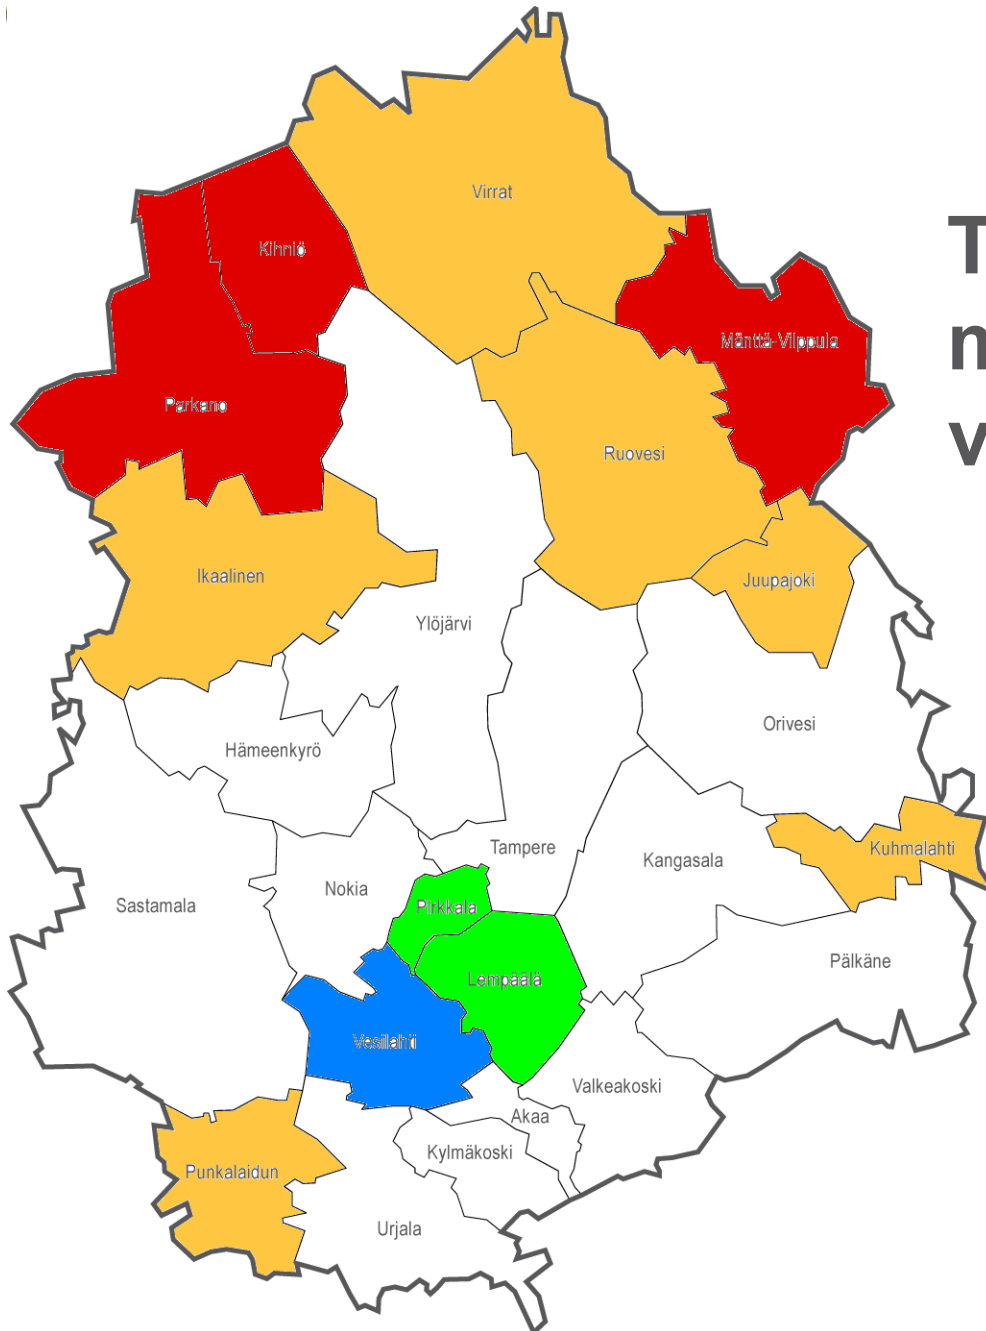 Virrat
T
Kihniö
n
Mänttä-Vilppula
Parkano
v
Ruovesi
Ikaalinen
Juupajoki
Ylöjärvi
Orivesi
Hämeenkyrö
Tampere
Kangasala
Kuhmalahti
Nokia
Sastamala
Pirkkala
Pälkäne
Lempäälä
Vesilahti
Valkeakoski
Akaa
Kylmäkoski
Punkalaidun
Urjala